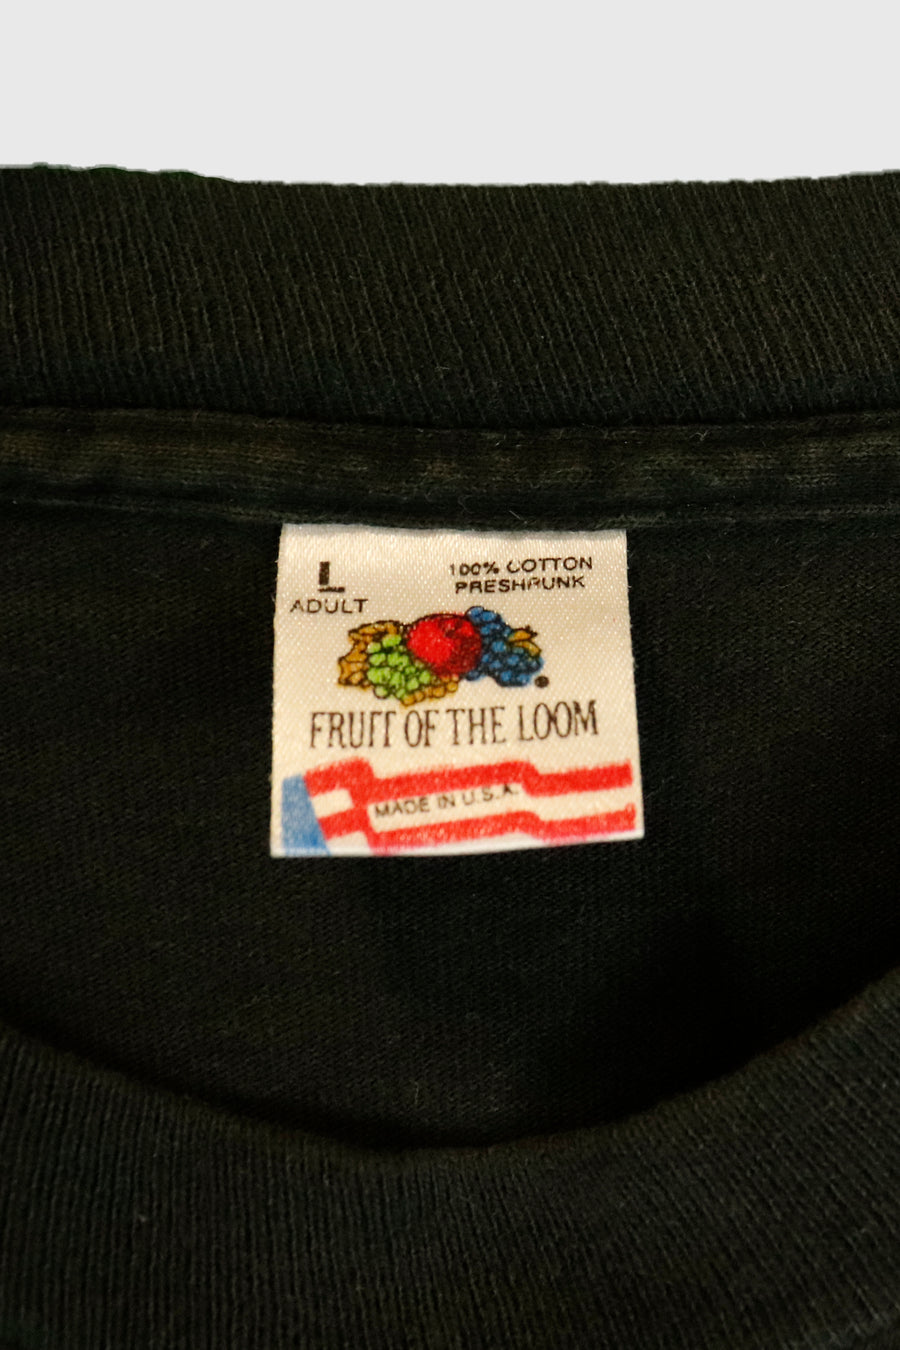 L
ADULT
100% COTTON
PRESHRUNK
FRUIT OF THE LOOM
MADE IN U.S.A.